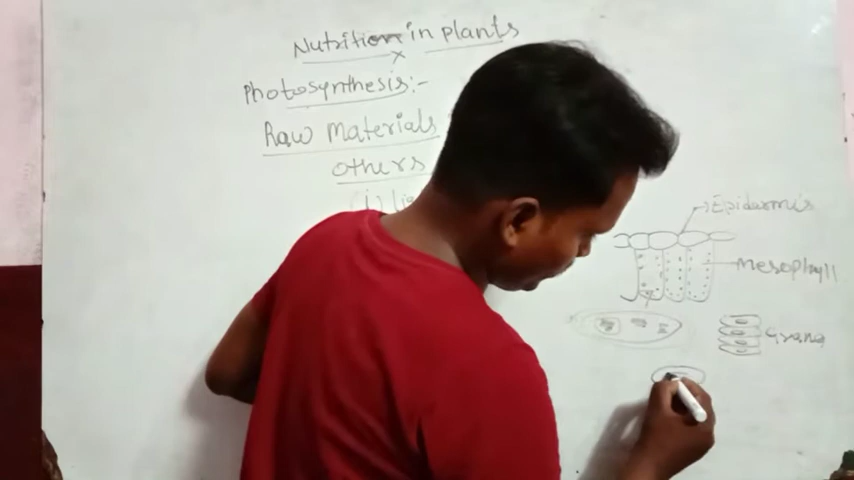 Nutrition in plants
x
Photosynthesis:-
Raw Materials
others
(i)
Epidermis
Mesophyll
Grana